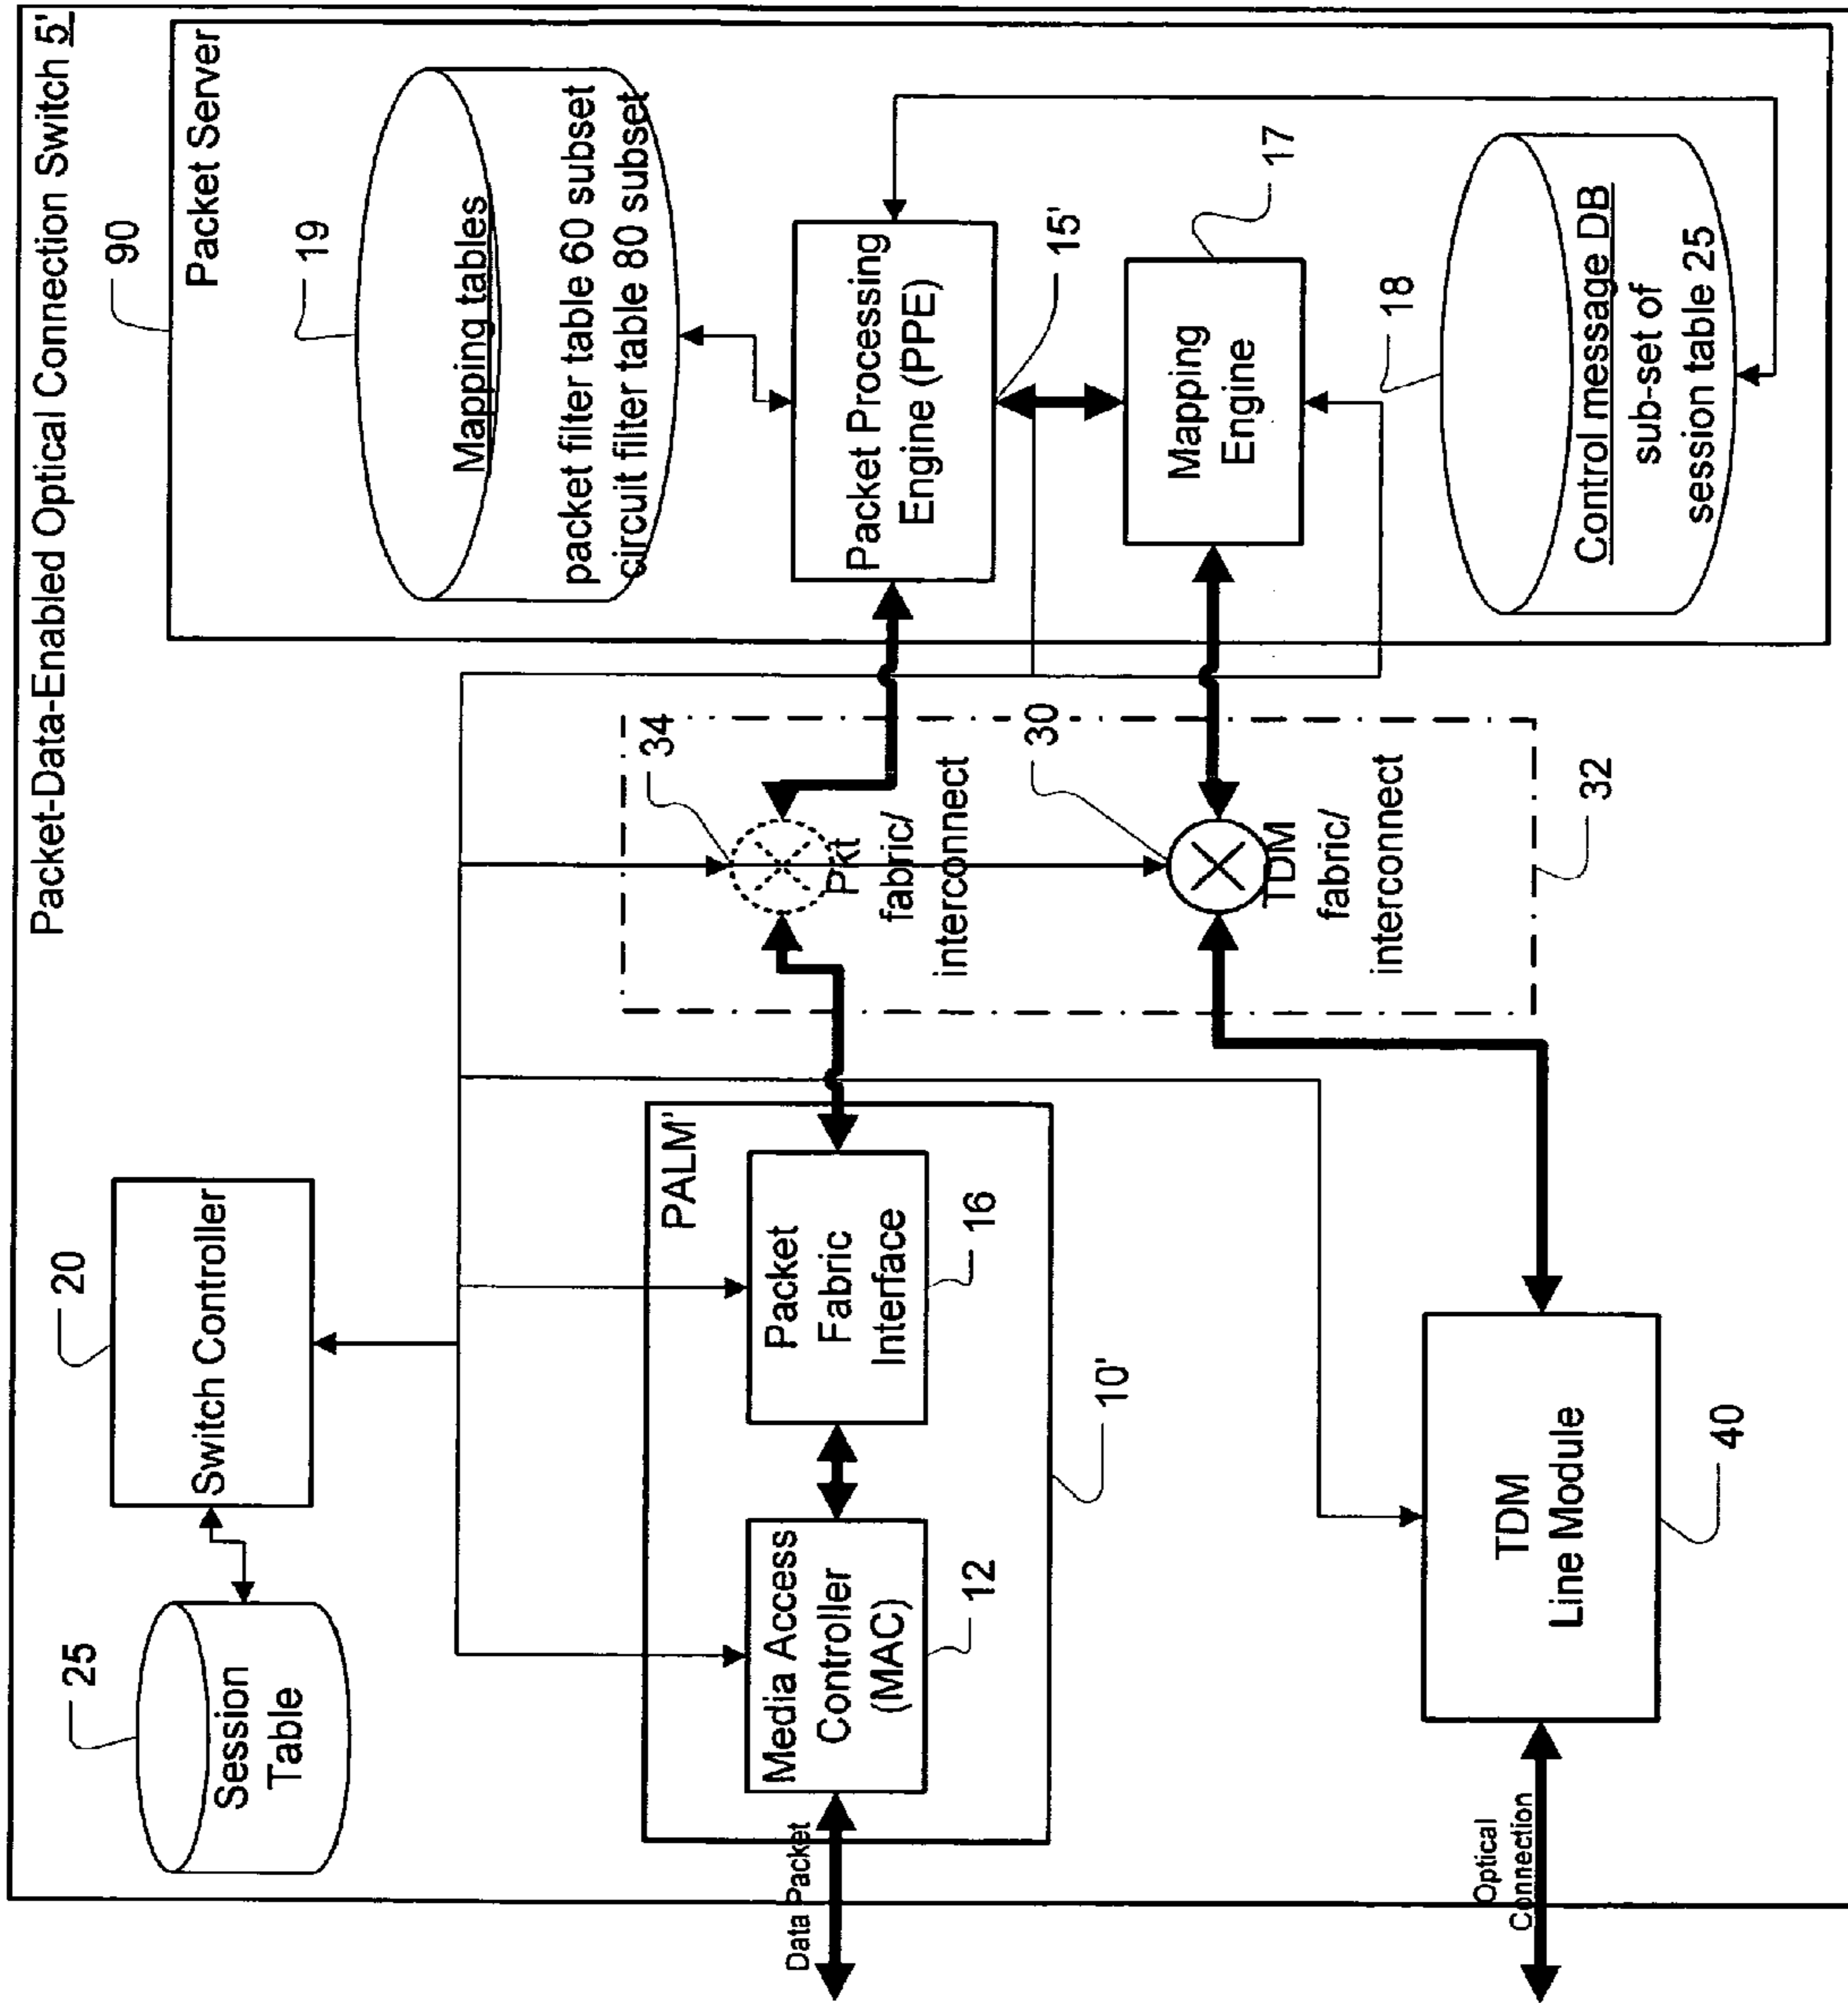 Packet-Data-Enabled Optical Connection Switch 5'
25
Session
Table
20
Switch Controller
90
Packet Server
19
Mapping tables
packet filter table 60 subset
circuit filter table 80 subset
PALM'
Media Access
Controller
(MAC)
12
Packet
Fabric
Interface
16
10'
34
Pkt
fabric/
interconnect
30
TDM
fabric/
interconnect
32
Packet Processing
Engine (PPE)
15'
Mapping
Engine
17
18
Control message DB
sub-set of
session table 25
Data Packet
Optical
Connection
TDM
Line Module
40